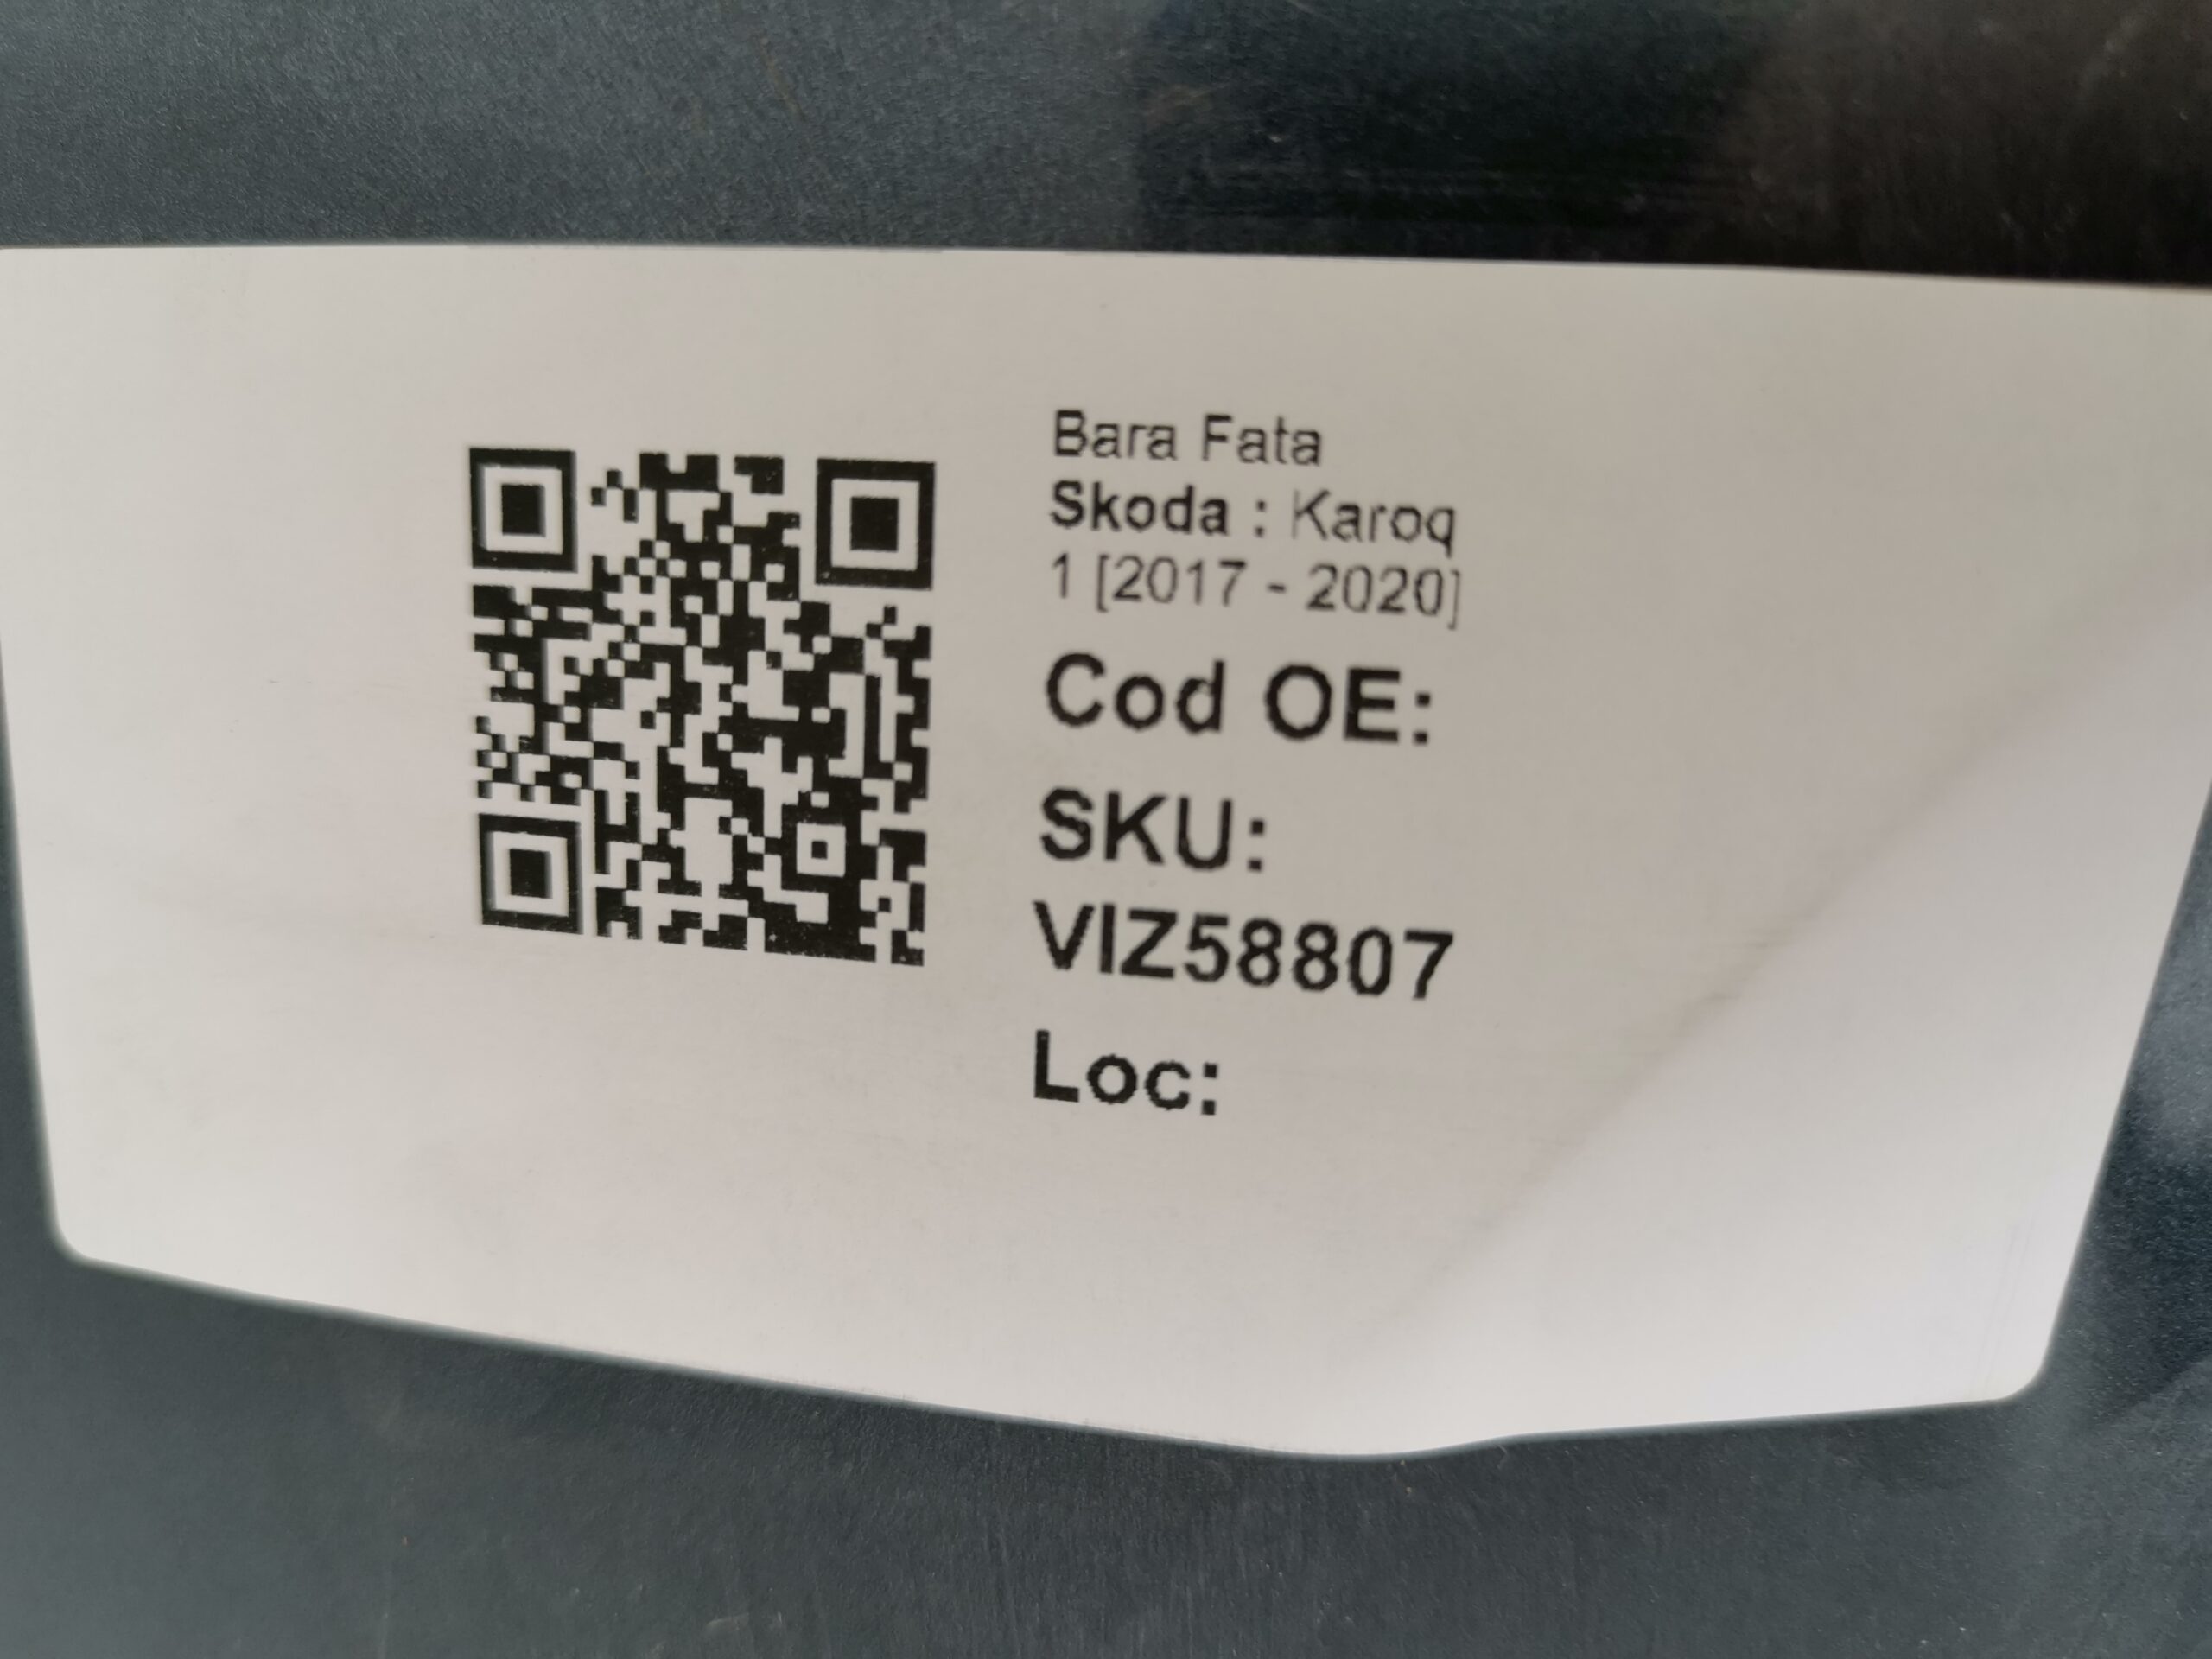 Bara Fata
Skoda : Karoq
1 [2017 - 2020]
Cod OE:
SKU:
VIZ58807
Loc: